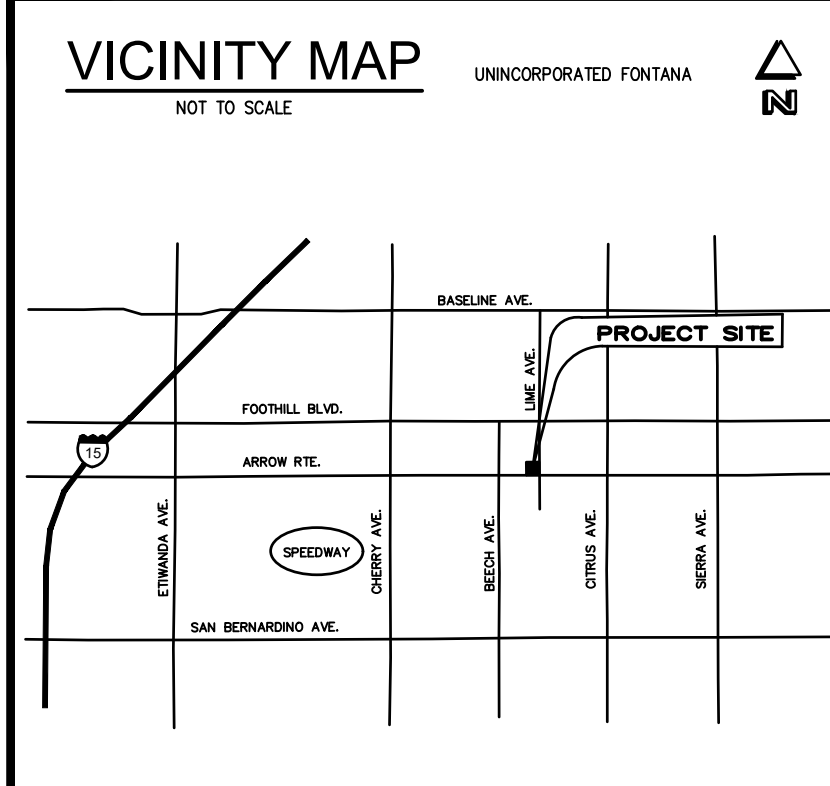 VICINITY MAP
NOT TO SCALE
UNINCORPORATED FONTANA
N
BASELINE AVE.
PROJECT SITE
LIME AVE.
FOOTHILL BLVD.
15
ARROW RTE.
ETIWANDA AVE.
SPEEDWAY
CHERRY AVE.
BEECH AVE.
CITRUS AVE.
SIERRA AVE.
SAN BERNARDINO AVE.